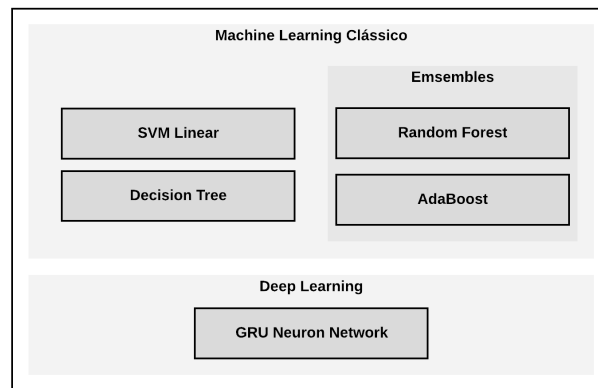 Machine Learning Clássico
SVM Linear
Decision Tree
Emsembles
Random Forest
AdaBoost
Deep Learning
GRU Neuron Network